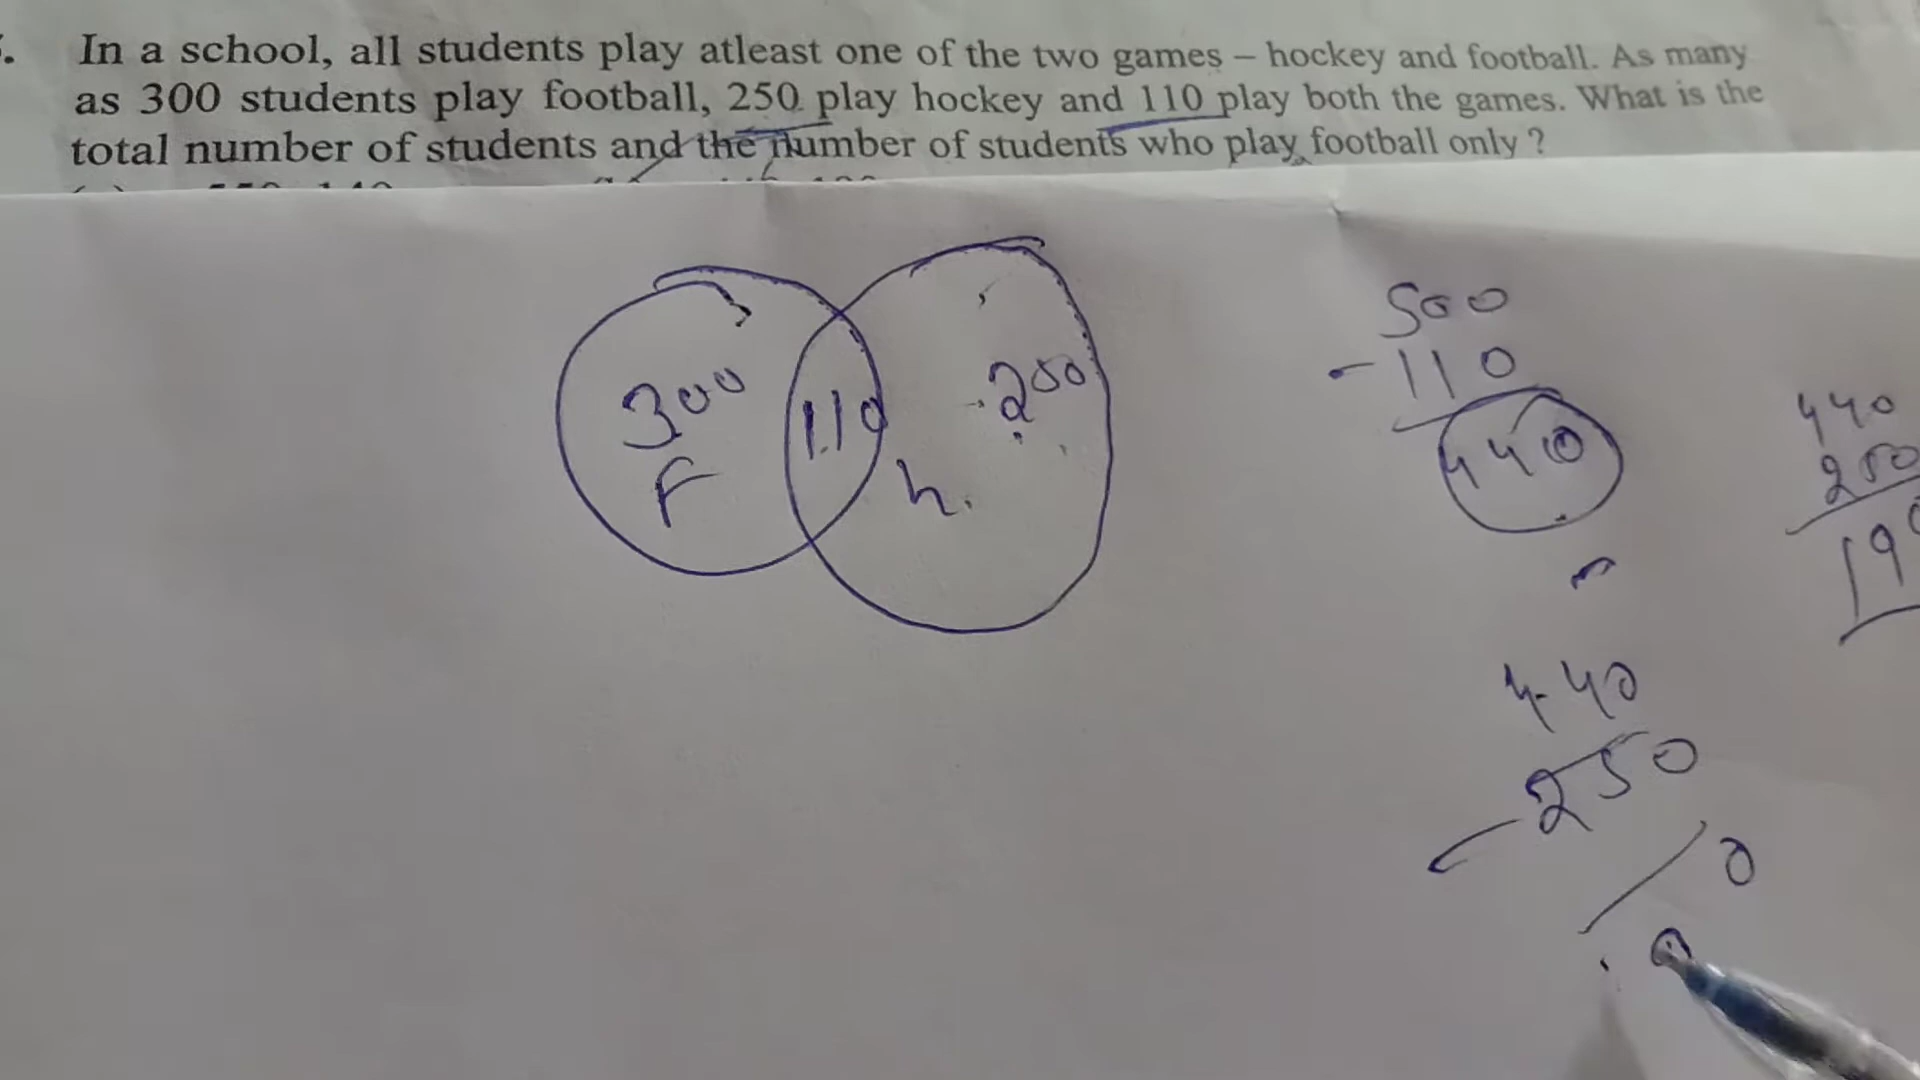 In a school, all students play atleast one of the two games – hockey and football. As many
as 300 students play football, 250 play hockey and 110 play both the games. What is the
total number of students and the number of students who play football only ?
300
F
110
250
h.
500
-110
440
440
250
19
440
250
0